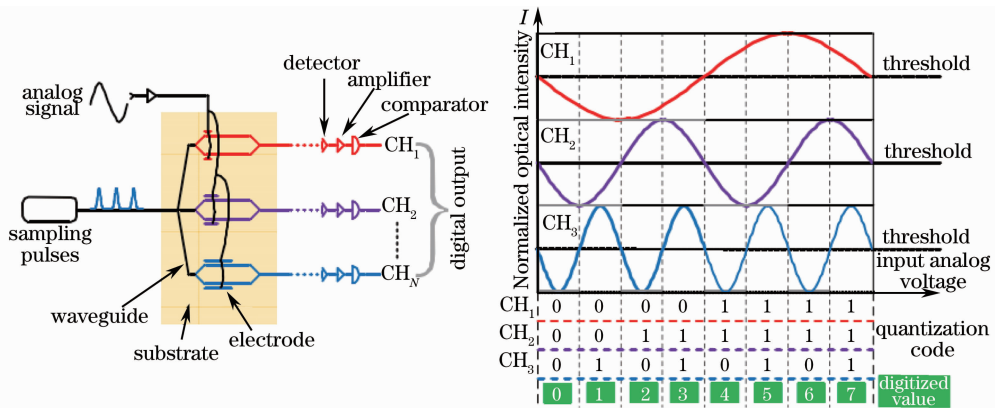 analog
signal
sampling
pulses
waveguide
substrate
electrode
detector
amplifier
comparator
CH1
CH2
CHN
digital output
Normalized optical intensity
I
CH1
threshold
CH2
threshold
CH3
threshold
input analog
voltage
CH1 0 0 0 0 1 1 1 1
CH2 0 0 1 1 1 1 1 1
CH3 0 1 0 1 0 1 0 1
quantization
code
0 1 2 3 4 5 6 7
digitized
value